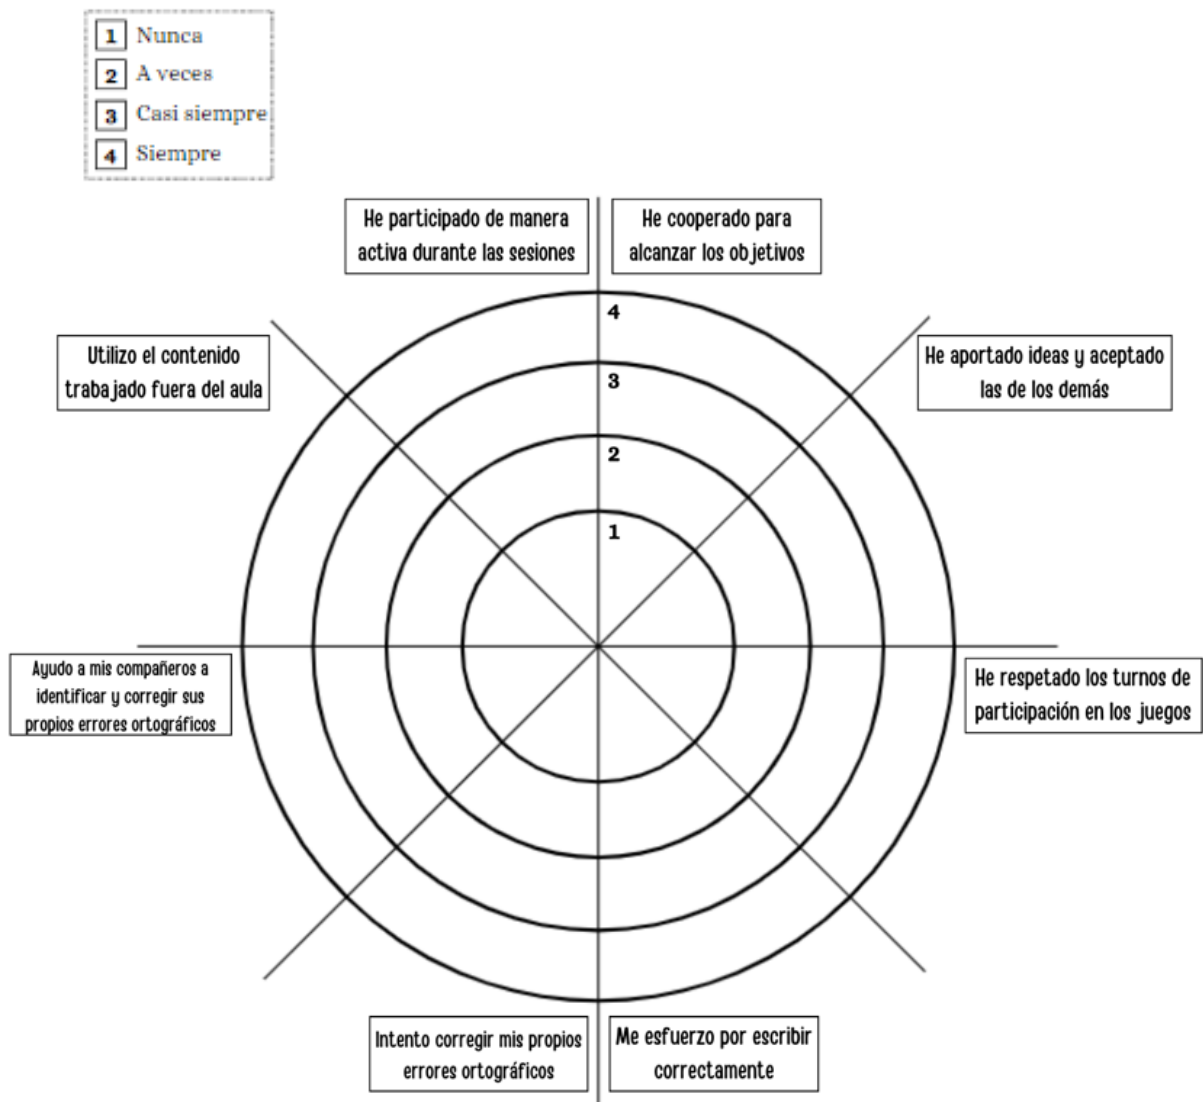 1 Nunca
2 A veces
3 Casi siempre
4 Siempre
He participado de manera
activa durante las sesiones
He cooperado para
alcanzar los objetivos
Utilizo el contenido
trabajado fuera del aula
He aportado ideas y aceptado
las de los demás
4
3
2
1
Ayudo a mis compañeros a
identificar y corregir sus
propios errores ortográficos
He respetado los turnos de
participación en los juegos
Intento corregir mis propios
errores ortográficos
Me esfuerzo por escribir
correctamente